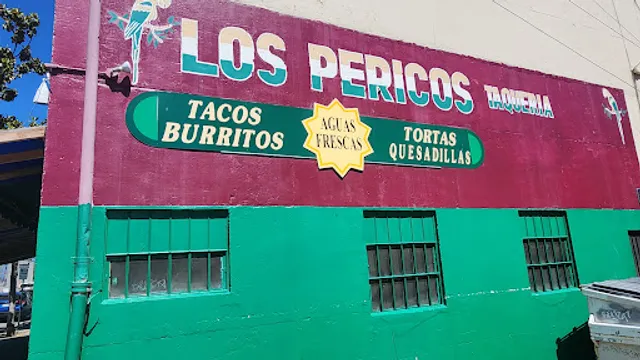 LOS PERICOS TAQUERIA
TACOS
BURRITOS
AGUAS
FRESCAS
TORTAS
QUESADILLAS